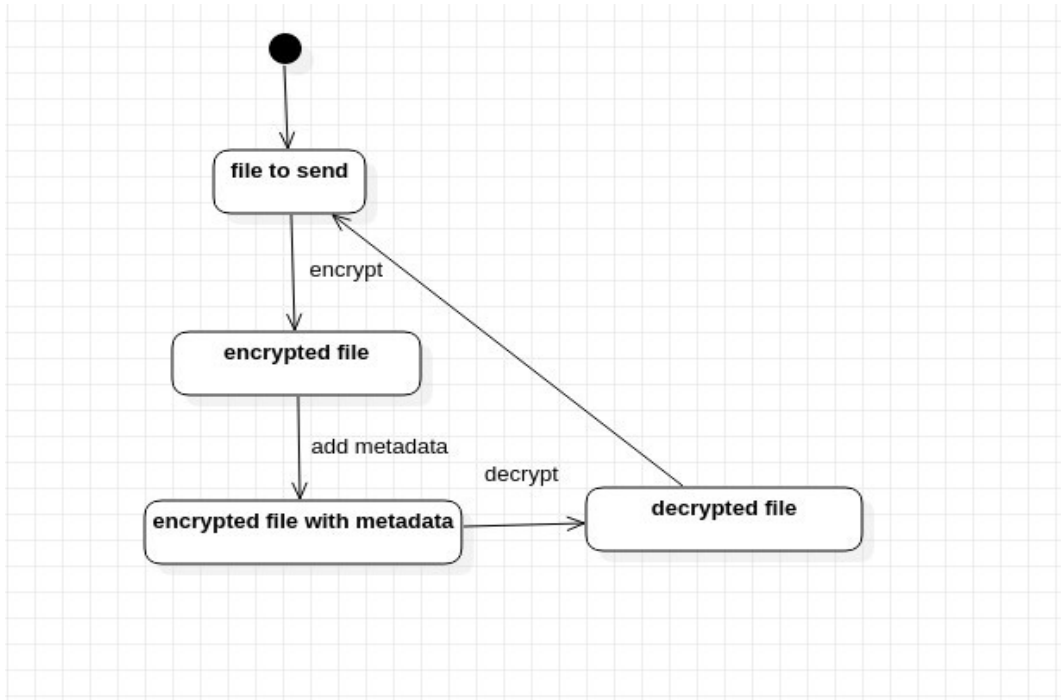 file to send
encrypt
encrypted file
add metadata
decrypt
encrypted file with metadata
decrypted file